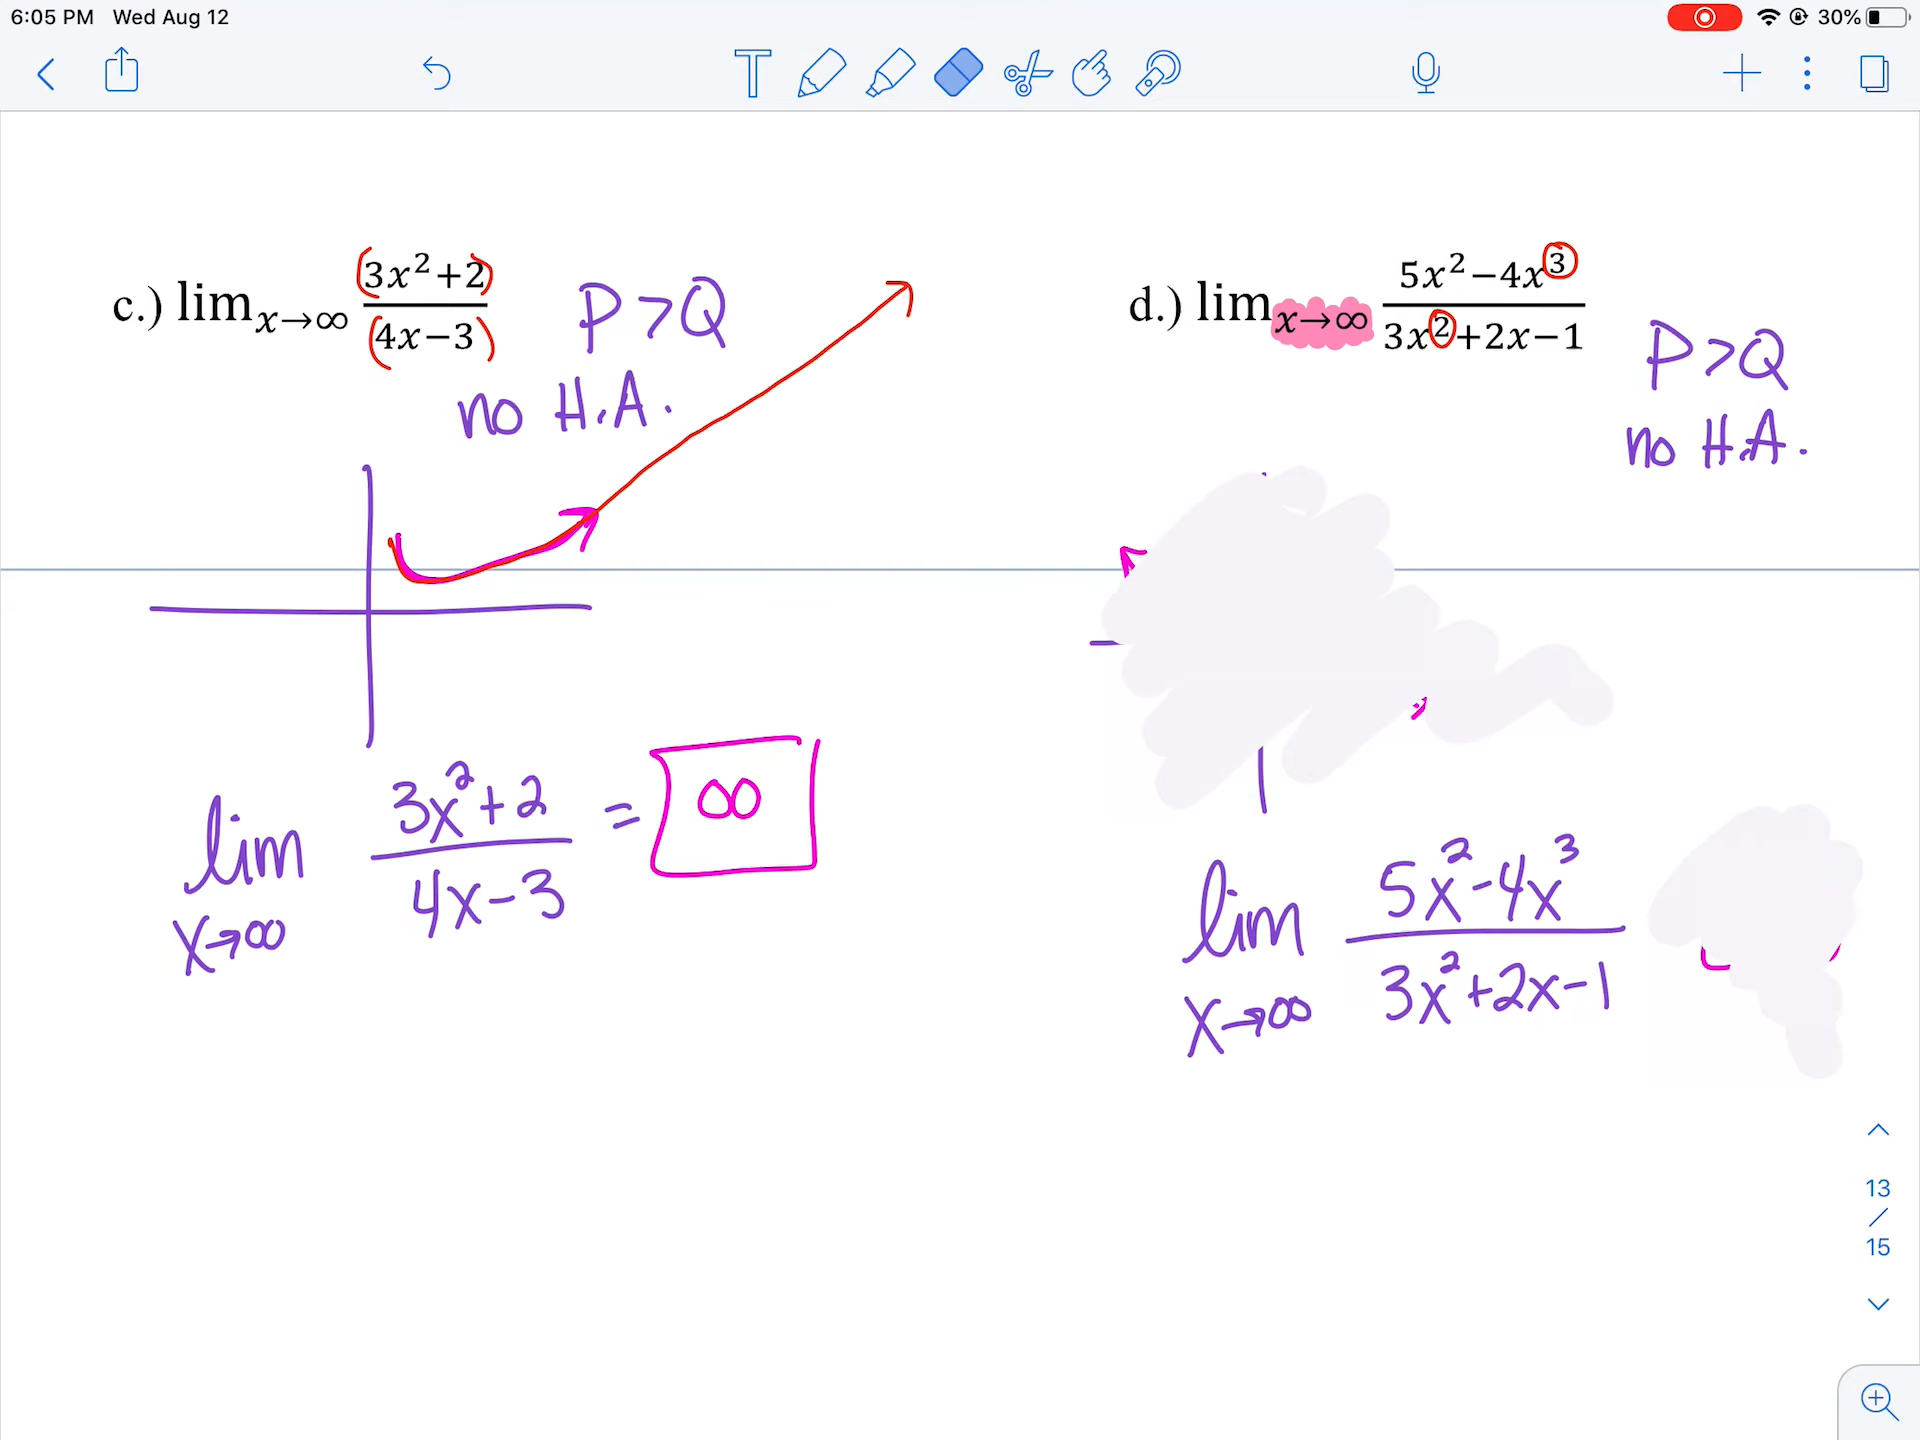 6:05 PM Wed Aug 12
30%
T
c.) lim x→∞ (3x²+2)/(4x−3)
P>Q
no H.A.
d.) lim x→∞ 5x²−4x³/3x²+2x−1
P>Q
no H.A.
lim x→∞ 3x²+2/4x-3 = ∞
lim x→∞ 5x²-4x³/3x²+2x-1
13
/
15